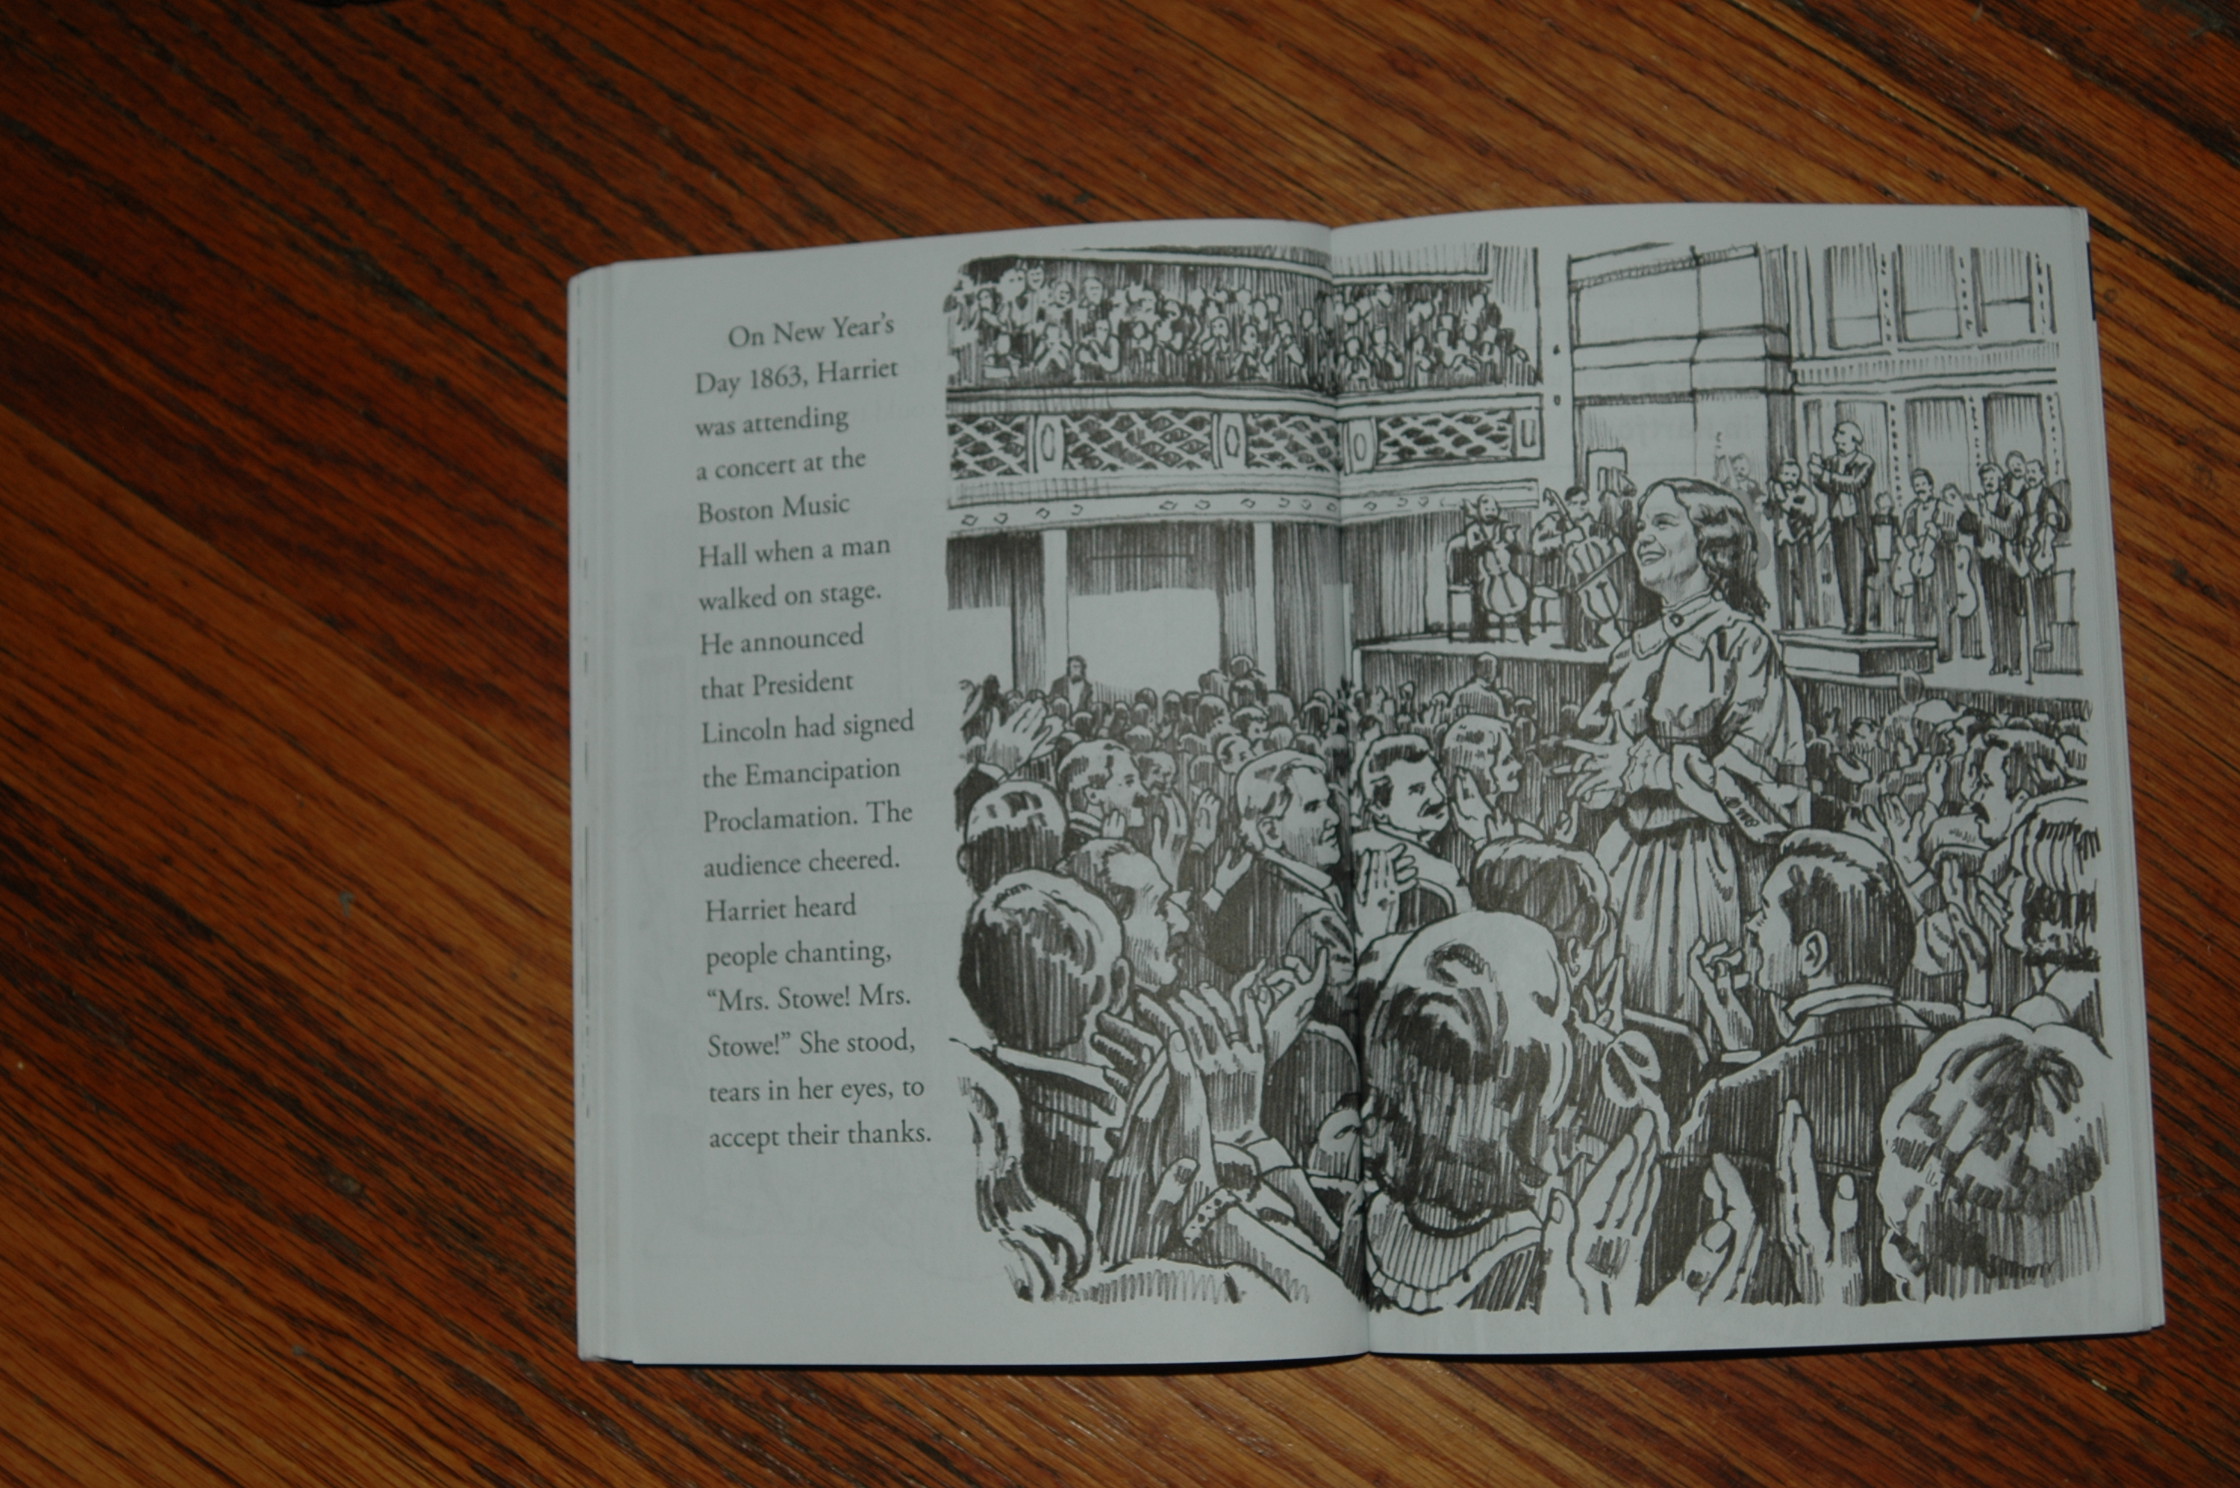 On New Year’s
Day 1863, Harriet
was attending
a concert at the
Boston Music
Hall when a man
walked on stage.
He announced
that President
Lincoln had signed
the Emancipation
Proclamation. The
audience cheered.
Harriet heard
people chanting,
“Mrs. Stowe! Mrs.
Stowe!” She stood,
tears in her eyes, to
accept their thanks.